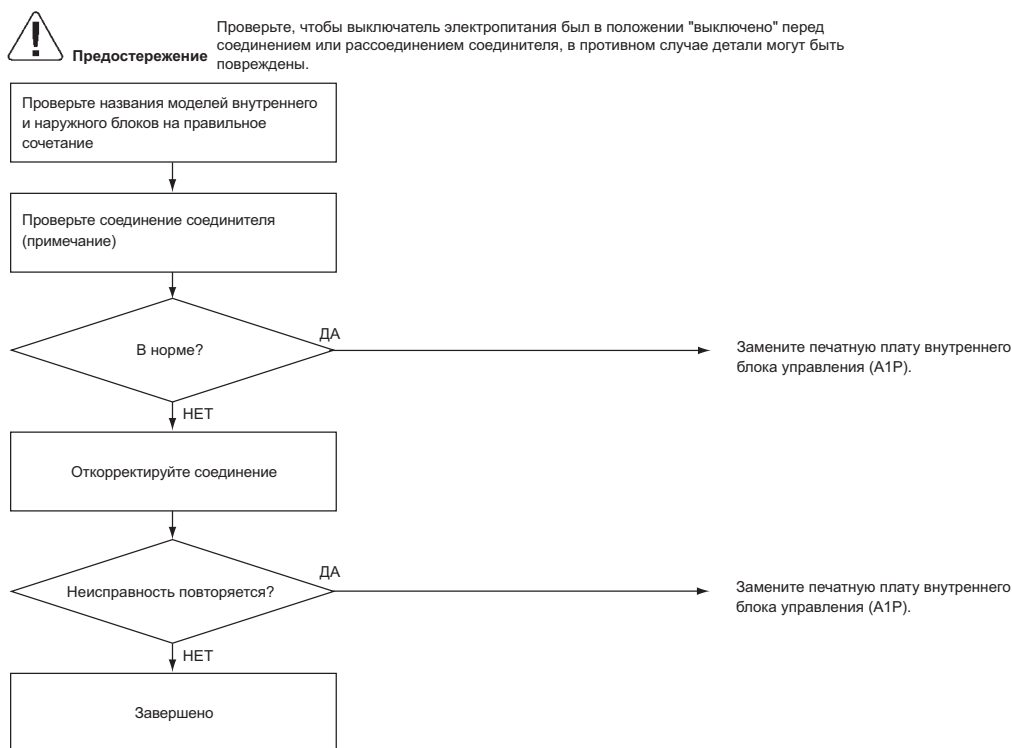 Предостережение
Проверьте, чтобы выключатель электропитания был в положении "выключено" перед
соединением или рассоединением соединителя, в противном случае детали могут быть
повреждены.
Проверьте названия моделей внутреннего
и наружного блоков на правильное
сочетание
Проверьте соединение соединителя
(примечание)
В норме?
ДА
Замените печатную плату внутреннего
блока управления (A1P).
НЕТ
Откорректируйте соединение
Неисправность повторяется?
ДА
Замените печатную плату внутреннего
блока управления (A1P).
НЕТ
Завершено